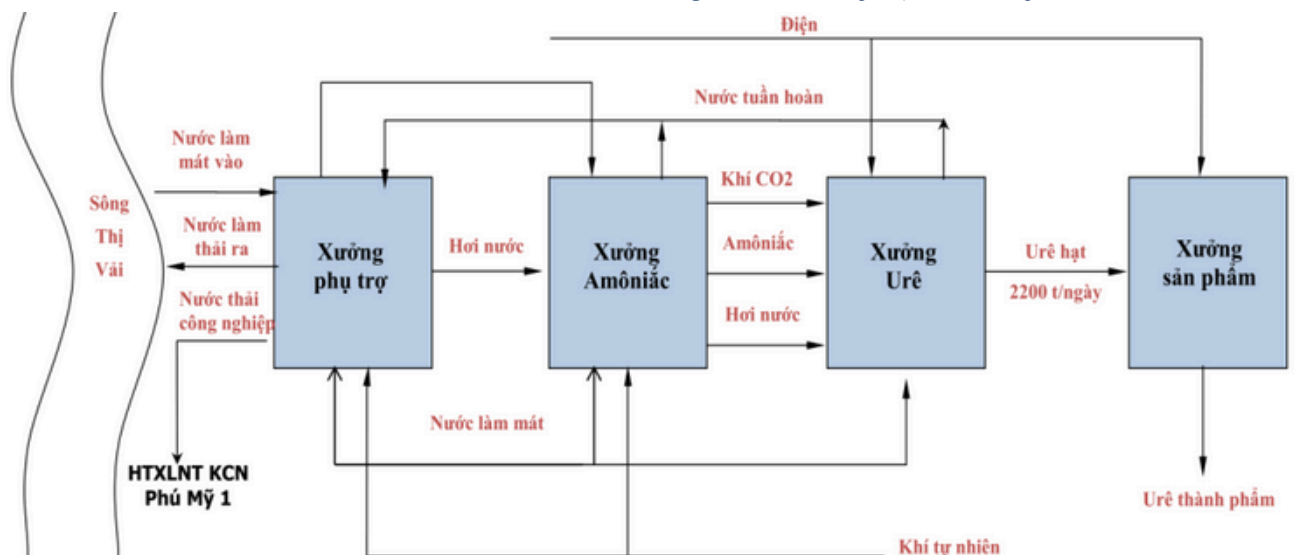 Điện
Nước tuần hoàn
Nước làm
mát vào
Sông
Thị
Vải
Nước làm
thải ra
Nước thải
công nghiệp
HTXLNT KCN
Phú Mỹ 1
Xưởng
phụ trợ
Hơi nước
Xưởng
Amôniắc
Khí CO2
Amôniắc
Hơi nước
Xưởng
Urê
Urê hạt
2200 t/ngày
Xưởng
sản phẩm
Nước làm mát
Urê thành phẩm
Khí tự nhiên